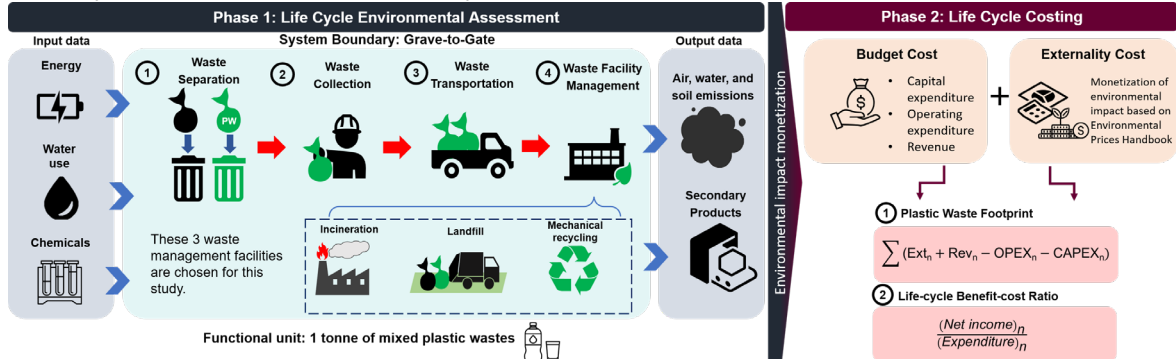 Phase 1: Life Cycle Environmental Assessment
Input data
System Boundary: Grave-to-Gate
Output data
Energy
Water
use
Chemicals
1
Waste
Separation
PW
2
Waste
Collection
3
Waste
Transportation
4
Waste Facility
Management
These 3 waste
management facilities
are chosen for this
study.
Incineration
Landfill
Mechanical
recycling
Air, water, and
soil emissions
Secondary
Products
Functional unit: 1 tonne of mixed plastic wastes
Environmental impact monetization
Phase 2: Life Cycle Costing
Budget Cost
$
• Capital
expenditure
• Operating
expenditure
• Revenue
+
Externality Cost
$
Monetization of
environmental
impact based on
Environmental
Prices Handbook
1 Plastic Waste Footprint
∑(Extₙ + Revₙ − OPEXₙ − CAPEXₙ)
2 Life-cycle Benefit-cost Ratio
(Net income)ₙ
(Expenditure)ₙ